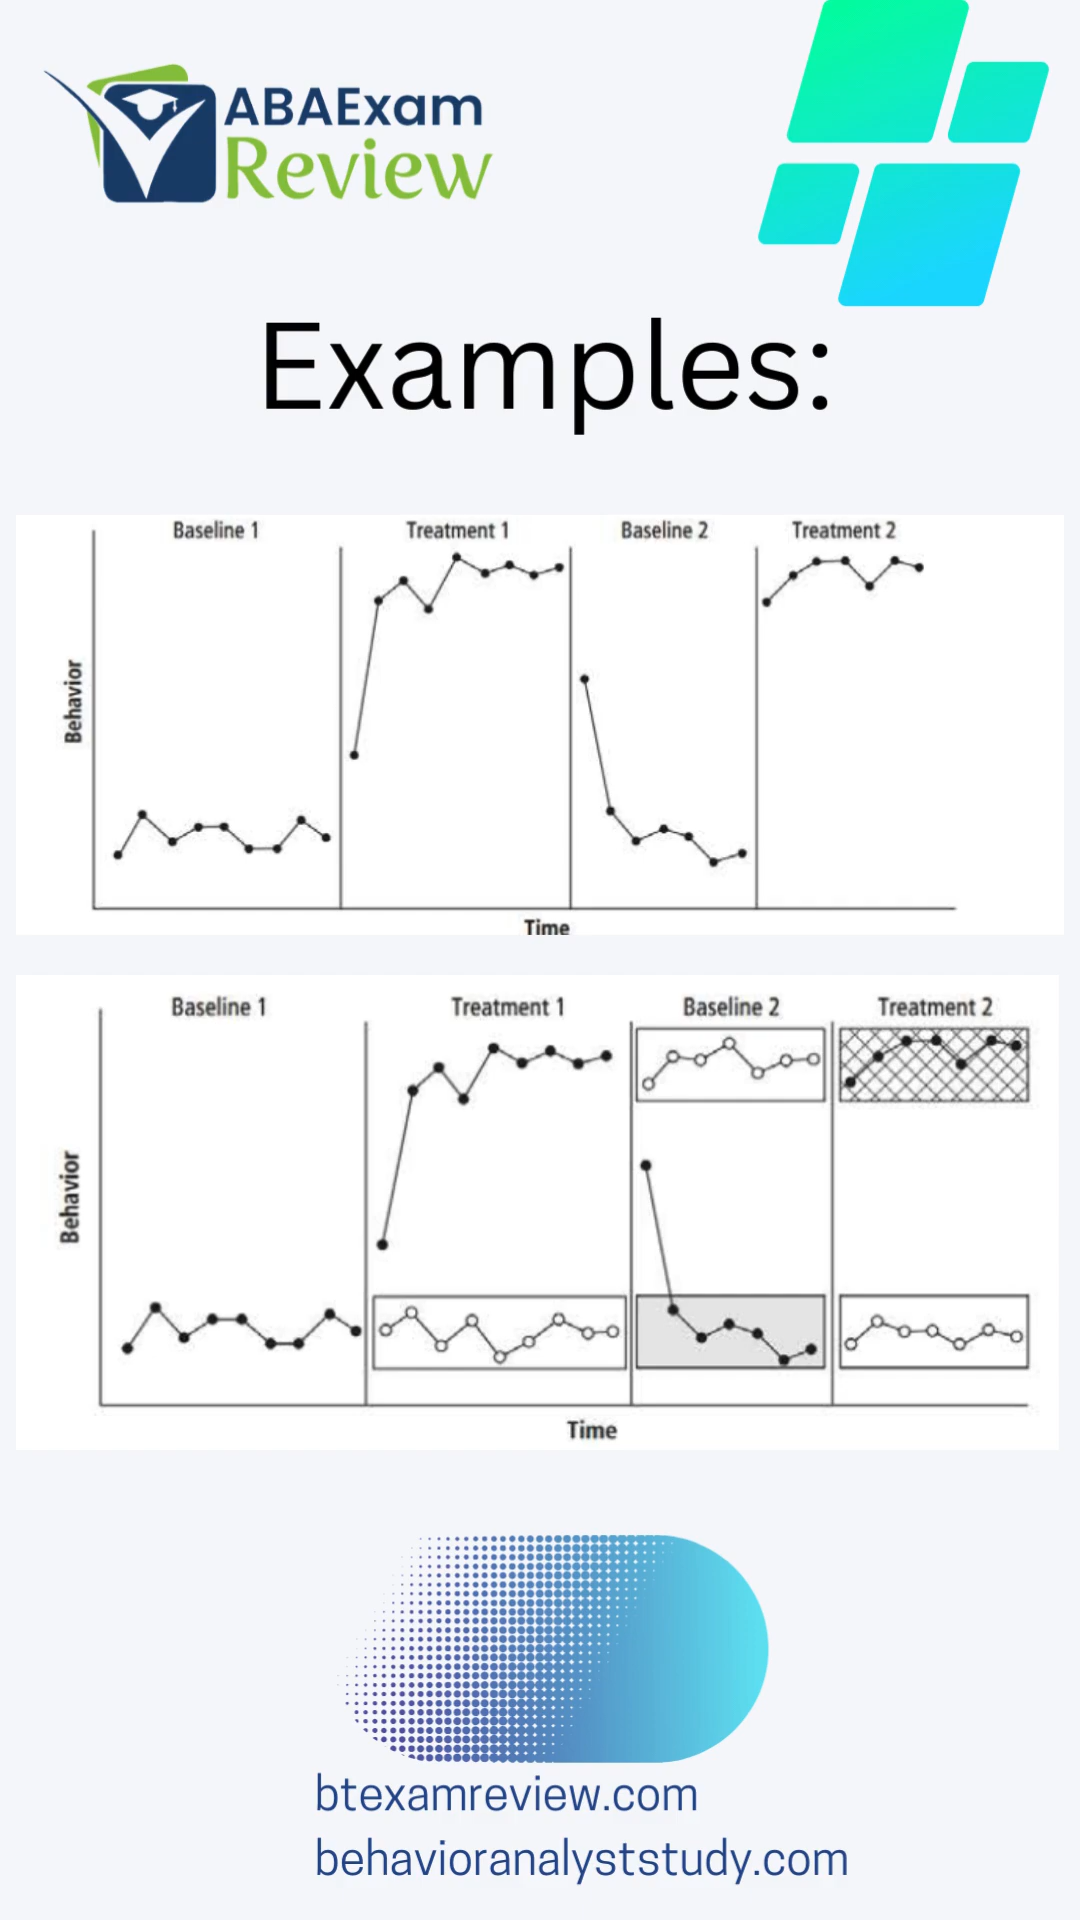 ABAExam
Review
Examples:
Baseline 1 Treatment 1 Baseline 2 Treatment 2
Behavior
Time
Baseline 1 Treatment 1 Baseline 2 Treatment 2
Behavior
Time
btexamreview.com
behavioranalyststudy.com